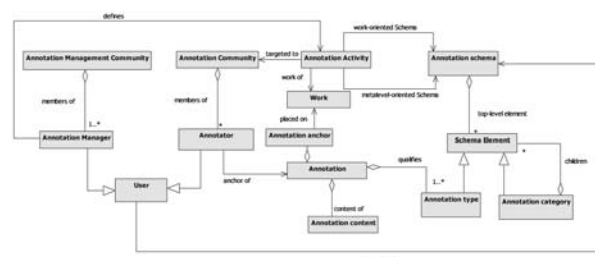 defines
work-oriented Schema
Annotation Management Community
Annotation Community
targeted to
Annotation Activity
Annotation schema
work of
metalevel-oriented Schema
Work
members of
members of
placed on
top-level element
1..*
*
*
Annotation Manager
Annotator
Annotation anchor
Schema Element
*
qualifies
children
Annotation
User
anchor of
1..*
Annotation type
Annotation category
content of
Annotation content